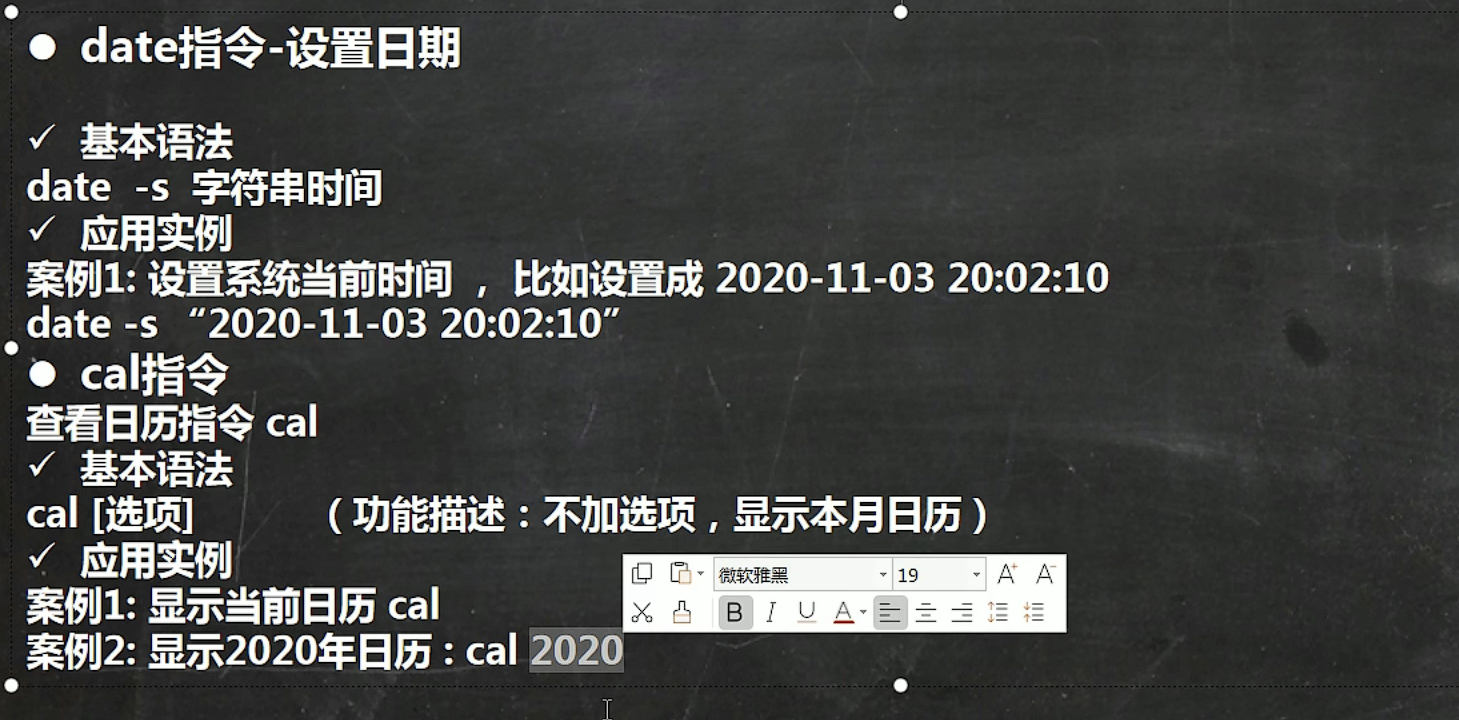 ● date指令-设置日期
✓ 基本语法
date -s 字符串时间
✓ 应用实例
案例1: 设置系统当前时间 ， 比如设置成 2020-11-03 20:02:10
date -s “2020-11-03 20:02:10”
● cal指令
查看日历指令 cal
✓ 基本语法
cal [选项] （功能描述：不加选项，显示本月日历）
✓ 应用实例
微软雅黑 19 A+ A-
B I U A
案例1: 显示当前日历 cal
案例2: 显示2020年日历：cal 2020